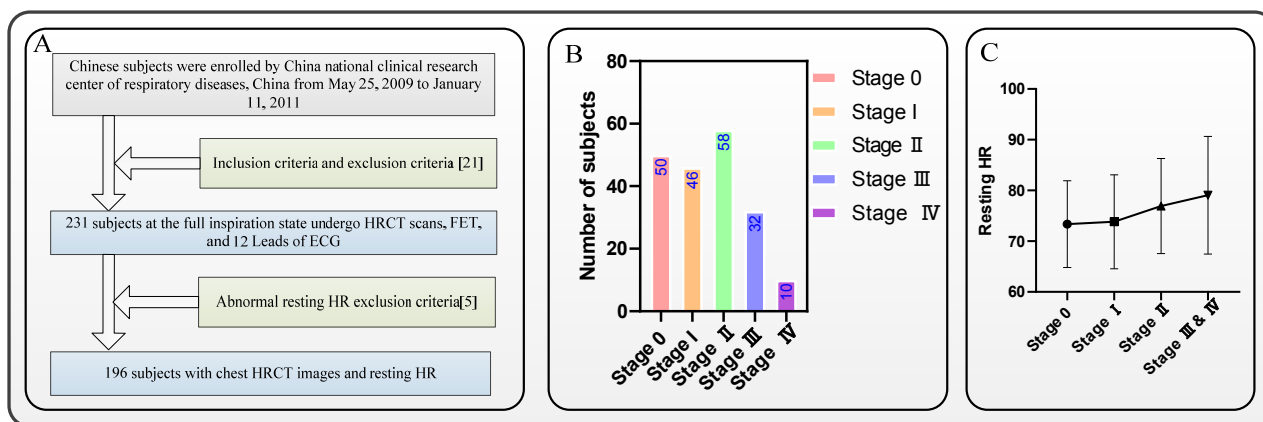 A
Chinese subjects were enrolled by China national clinical research
center of respiratory diseases, China from May 25, 2009 to January
11, 2011
Inclusion criteria and exclusion criteria [21]
231 subjects at the full inspiration state undergo HRCT scans, FET,
and 12 Leads of ECG
Abnormal resting HR exclusion criteria[5]
196 subjects with chest HRCT images and resting HR
B
Number of subjects
80
60
40
20
0
50
46
58
32
10
Stage 0
Stage Ⅰ
Stage Ⅱ
Stage Ⅲ
Stage Ⅳ
Stage 0
Stage Ⅰ
Stage Ⅱ
Stage Ⅲ
Stage Ⅳ
C
Resting HR
100
90
80
70
60
Stage 0
Stage Ⅰ
Stage Ⅱ
Stage Ⅲ & Ⅳ